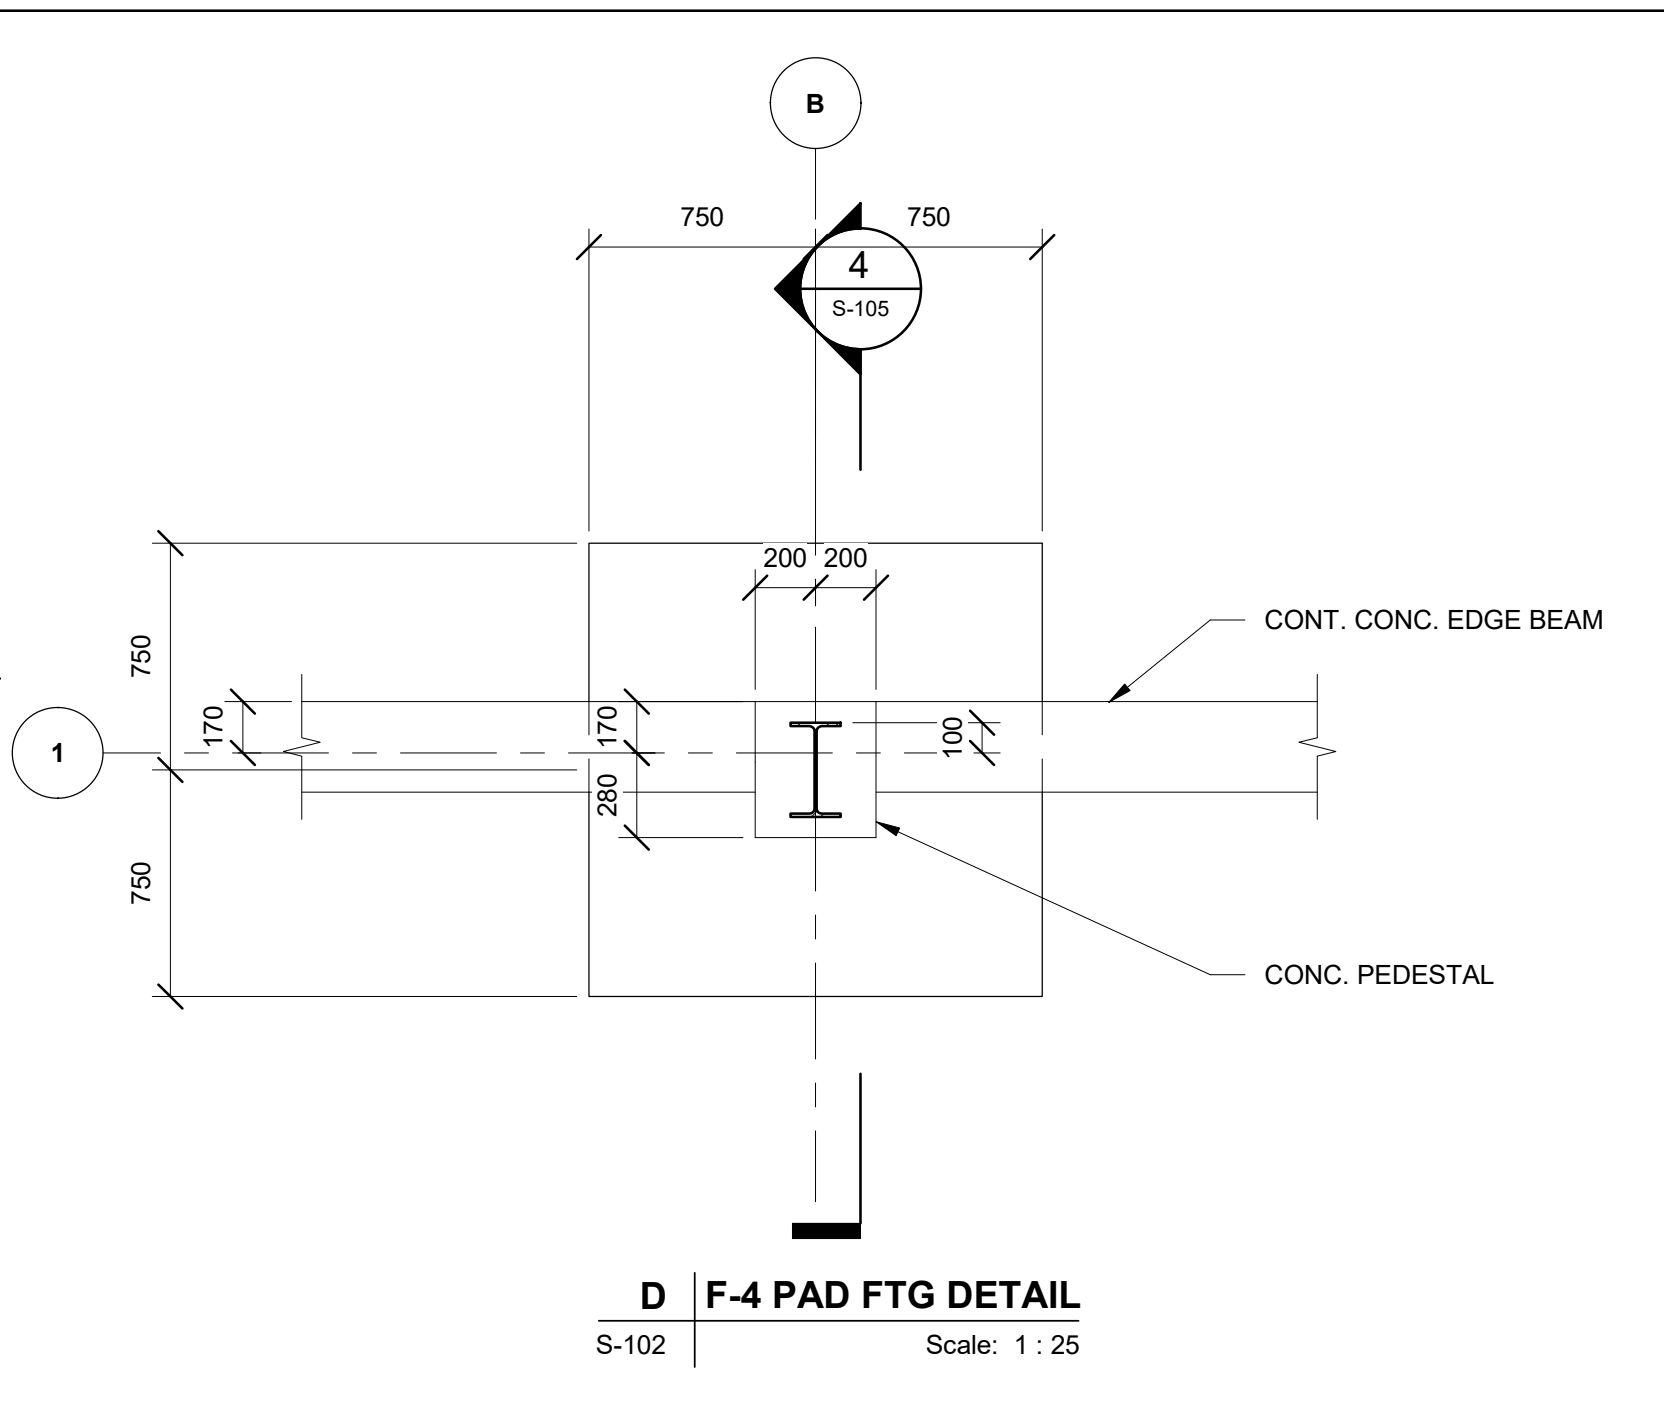 B
750
750
4
S-105
200 200
CONT. CONC. EDGE BEAM
750
170
170
100
1
280
750
CONC. PEDESTAL
D F-4 PAD FTG DETAIL
S-102 Scale: 1 : 25